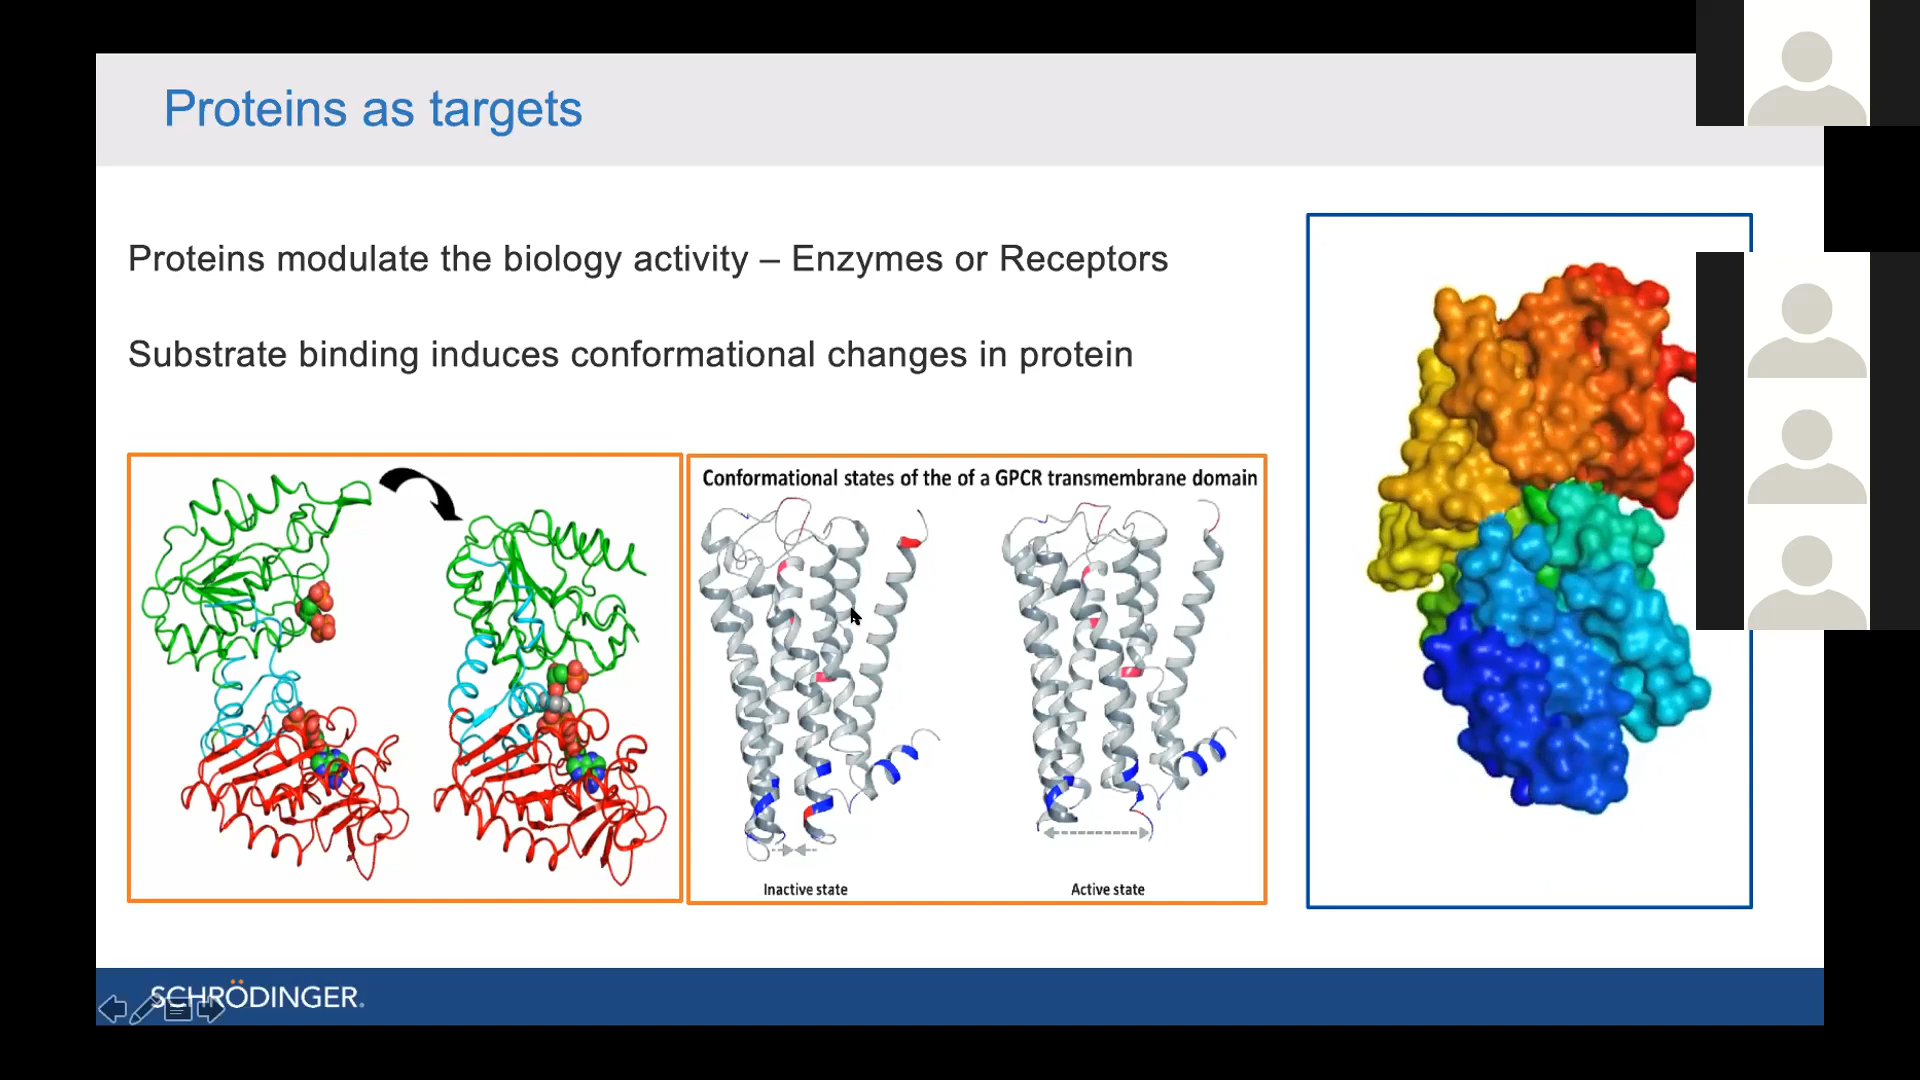 Proteins as targets
Proteins modulate the biology activity – Enzymes or Receptors
Substrate binding induces conformational changes in protein
Conformational states of the of a GPCR transmembrane domain
Inactive state
Active state
SCHRÖDINGER.